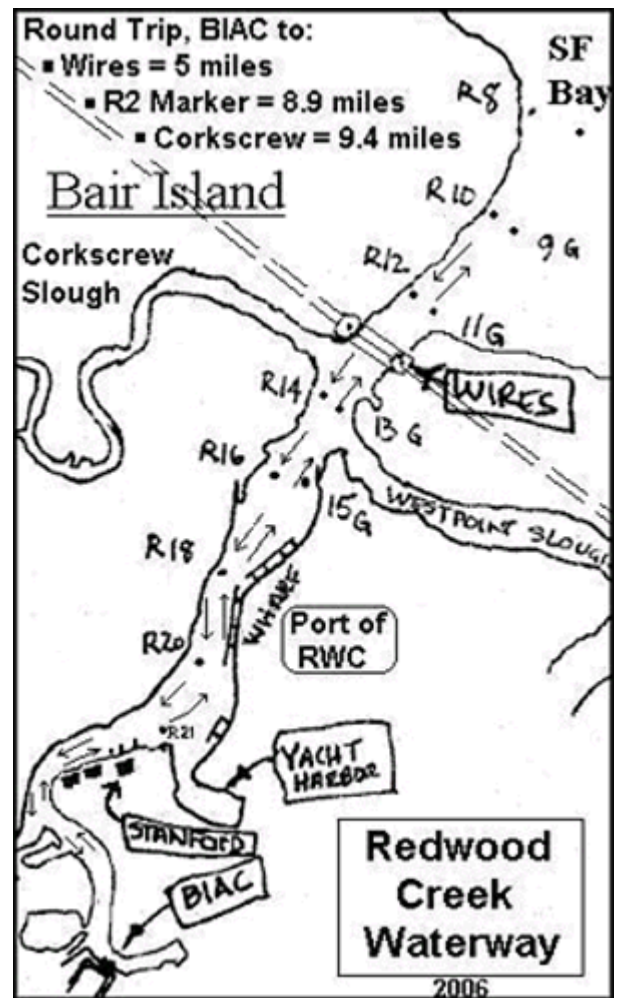 Round Trip, BIAC to:
▪ Wires = 5 miles
▪ R2 Marker = 8.9 miles
▪ Corkscrew = 9.4 miles
SF
Bay
R8
Bair Island
R10
9G
Corkscrew
Slough
R12
11G
WIRES
R14
13G
R16
15G
WESTPOINT SLOUGH
R18
WHARF
Port of
RWC
R20
R21
YACHT
HARBOR
STANFORD
BIAC
Redwood
Creek
Waterway
2006